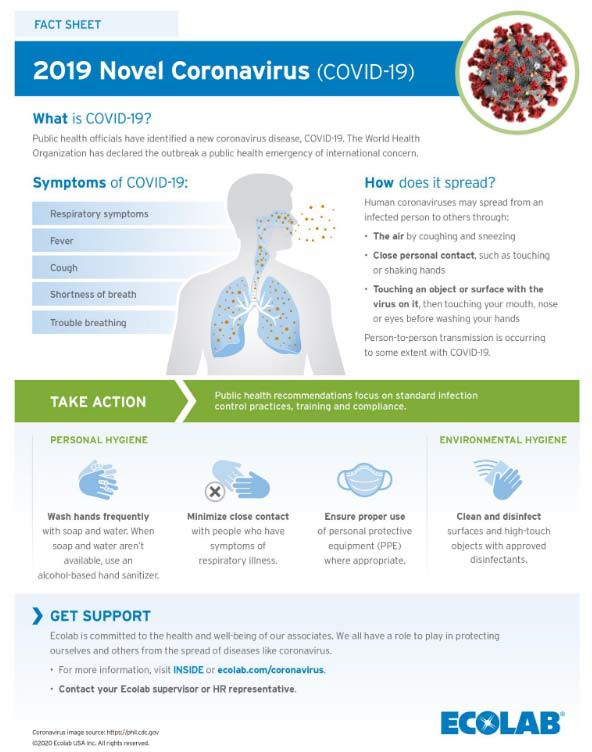 FACT SHEET
2019 Novel Coronavirus (COVID-19)
What is COVID-19?
Public health officials have identified a new coronavirus disease, COVID-19. The World Health
Organization has declared the outbreak a public health emergency of international concern.
Symptoms of COVID-19:
Respiratory symptoms
Fever
Cough
Shortness of breath
Trouble breathing
How does it spread?
Human coronaviruses may spread from an
infected person to others through:
• The air by coughing and sneezing
• Close personal contact, such as touching
or shaking hands
• Touching an object or surface with the
virus on it, then touching your mouth, nose
or eyes before washing your hands
Person-to-person transmission is occurring
to some extent with COVID-19.
TAKE ACTION
Public health recommendations focus on standard infection
control practices, training and compliance.
PERSONAL HYGIENE
Wash hands frequently
with soap and water. When
soap and water aren't
available, use an
alcohol-based hand sanitizer.
Minimize close contact
with people who have
symptoms of
respiratory illness.
Ensure proper use
of personal protective
equipment (PPE)
where appropriate.
ENVIRONMENTAL HYGIENE
Clean and disinfect
surfaces and high-touch
objects with approved
disinfectants.
GET SUPPORT
Ecolab is committed to the health and well-being of our associates. We all have a role to play in protecting
ourselves and others from the spread of diseases like coronavirus.
• For more information, visit INSIDE or ecolab.com/coronavirus.
• Contact your Ecolab supervisor or HR representative.
Coronavirus image source: https://phil.cdc.gov
©2020 Ecolab USA Inc. All rights reserved.
ECOLAB®